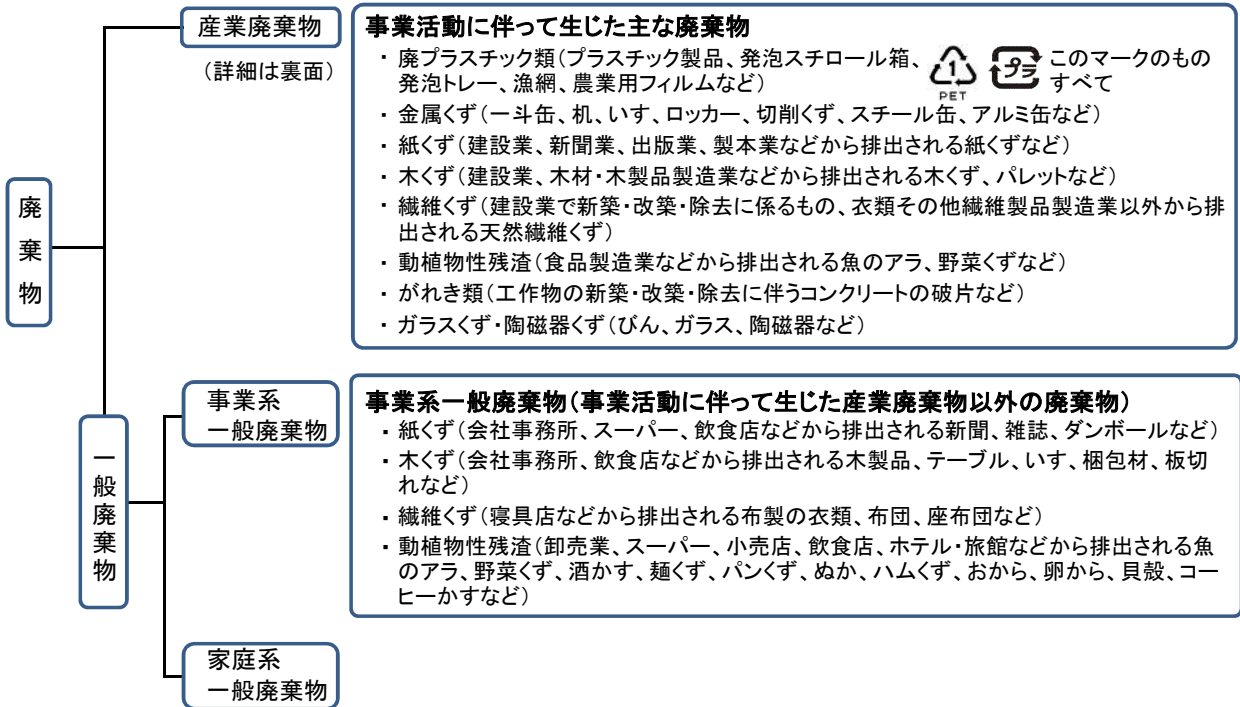 産業廃棄物
(詳細は裏面)
事業活動に伴って生じた主な廃棄物
・ 廃プラスチック類(プラスチック製品、発泡スチロール箱、
発泡トレー、漁網、農業用フィルムなど)
1
PET
プラ
このマークのもの
すべて
・ 金属くず(一斗缶、机、いす、ロッカー、切削くず、スチール缶、アルミ缶など)
・ 紙くず(建設業、新聞業、出版業、製本業などから排出される紙くずなど)
・ 木くず(建設業、木材・木製品製造業などから排出される木くず、パレットなど)
・ 繊維くず(建設業で新築・改築・除去に係るもの、衣類その他繊維製品製造業以外から排
出される天然繊維くず)
・ 動植物性残渣(食品製造業などから排出される魚のアラ、野菜くずなど)
・ がれき類(工作物の新築・改築・除去に伴うコンクリートの破片など)
・ ガラスくず・陶磁器くず(びん、ガラス、陶磁器など)
廃棄物
一般廃棄物
事業系
一般廃棄物
事業系一般廃棄物(事業活動に伴って生じた産業廃棄物以外の廃棄物)
・ 紙くず(会社事務所、スーパー、飲食店などから排出される新聞、雑誌、ダンボールなど)
・ 木くず(会社事務所、飲食店などから排出される木製品、テーブル、いす、梱包材、板切
れなど)
・ 繊維くず(寝具店などから排出される布製の衣類、布団、座布団など)
・ 動植物性残渣(卸売業、スーパー、小売店、飲食店、ホテル・旅館などから排出される魚
のアラ、野菜くず、酒かす、麺くず、パンくず、ぬか、ハムくず、おから、卵から、貝殻、コー
ヒーかすなど)
家庭系
一般廃棄物